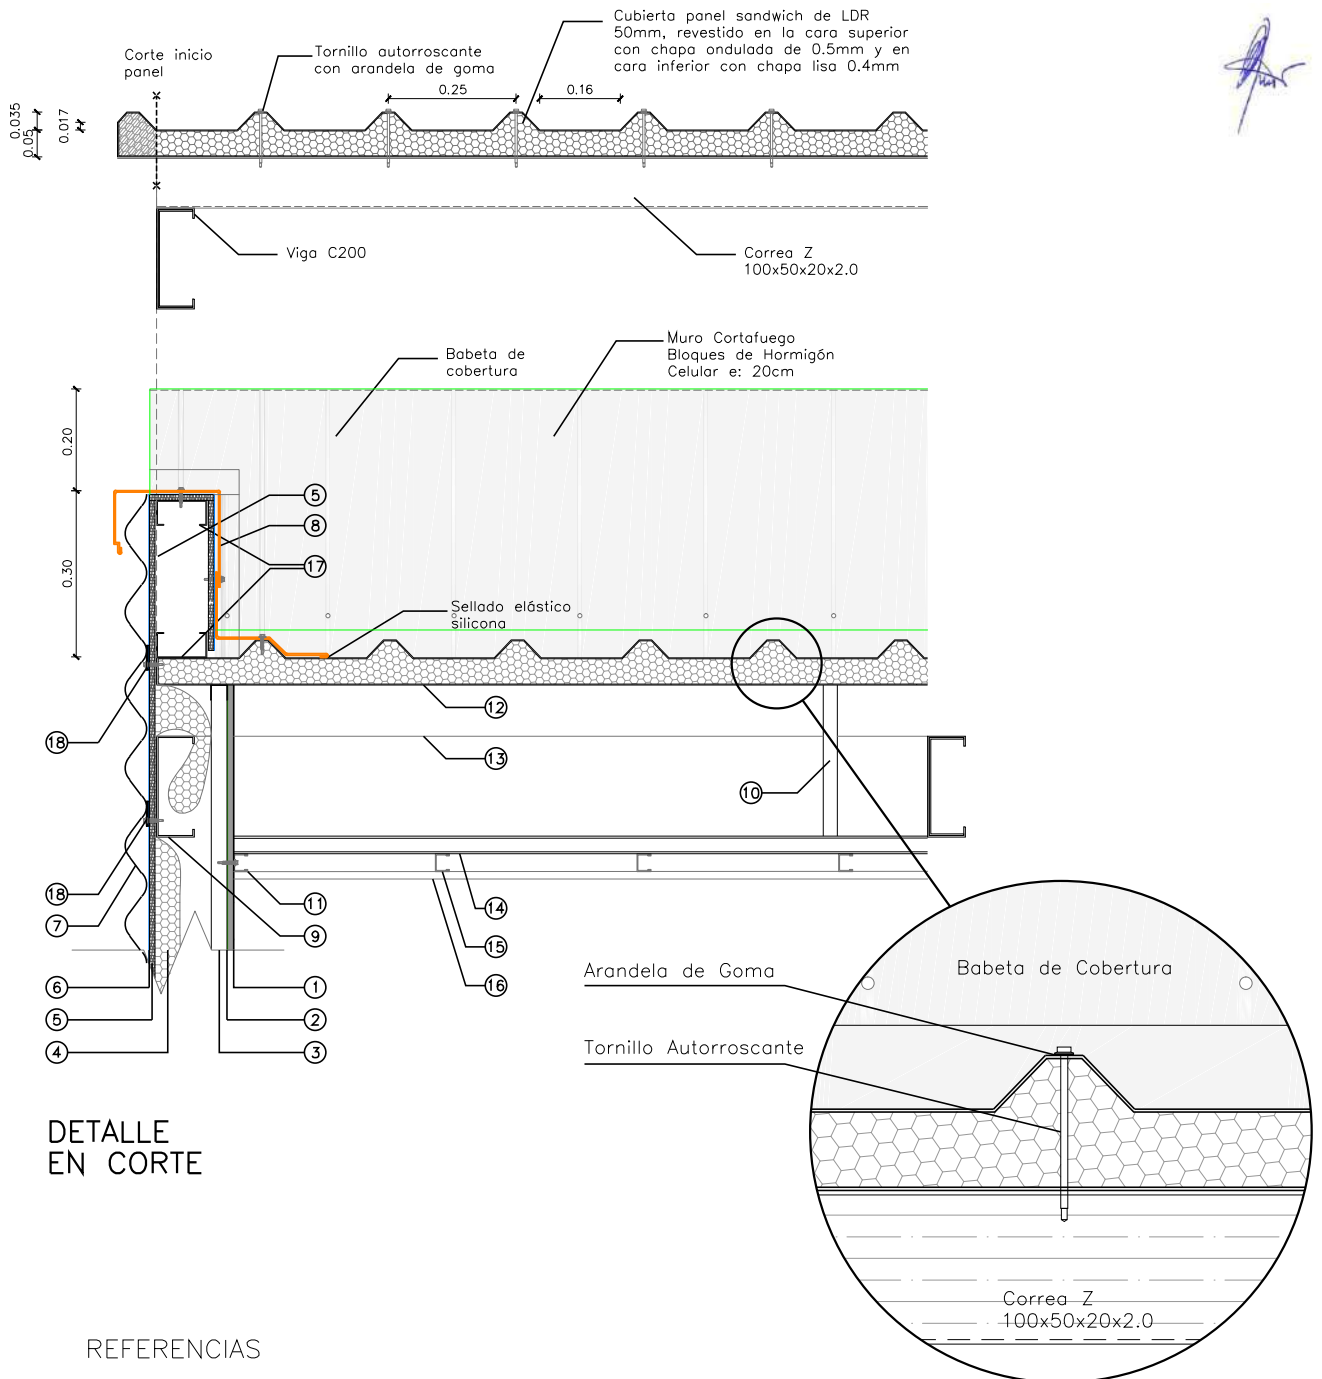 Cubierta panel sandwich de LDR
50mm, revestido en la cara superior
con chapa ondulada de 0.5mm y en
cara inferior con chapa lisa 0.4mm
Corte inicio
panel
Tornillo autorroscante
con arandela de goma
0.25
0.16
0.035
0.05
0.017
Viga C200
Correa Z
100x50x20x2.0
Babeta de
cobertura
Muro Cortafuego
Bloques de Hormigón
Celular e: 20cm
0.20
0.30
5
8
17
Sellado elástico
silicona
12
18
13
10
18
7
11
9
14
15
16
6
1
5
2
4
3
Arandela de Goma
Babeta de Cobertura
Tornillo Autorroscante
Correa Z
100x50x20x2.0
DETALLE
EN CORTE
REFERENCIAS